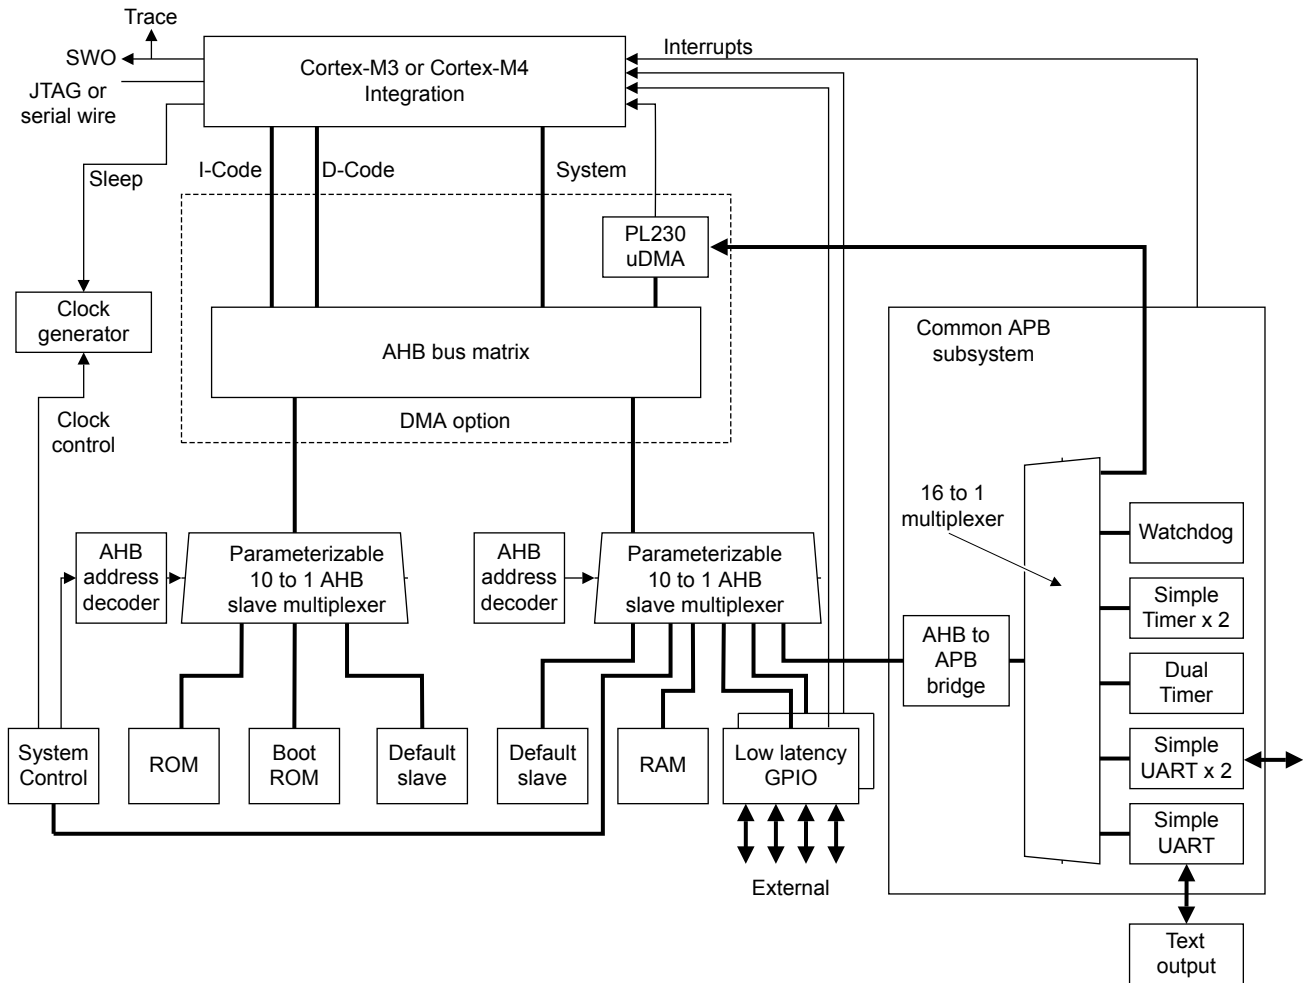 Trace
SWO
JTAG or
serial wire
Cortex-M3 or Cortex-M4
Integration
Interrupts
Sleep
I-Code
D-Code
System
PL230
uDMA
Clock
generator
AHB bus matrix
DMA option
Clock
control
Common APB
subsystem
16 to 1
multiplexer
AHB
address
decoder
Parameterizable
10 to 1 AHB
slave multiplexer
AHB
address
decoder
Parameterizable
10 to 1 AHB
slave multiplexer
AHB to
APB
bridge
Watchdog
Simple
Timer x 2
Dual
Timer
Simple
UART x 2
Simple
UART
System
Control
ROM
Boot
ROM
Default
slave
Default
slave
RAM
Low latency
GPIO
External
Text
output